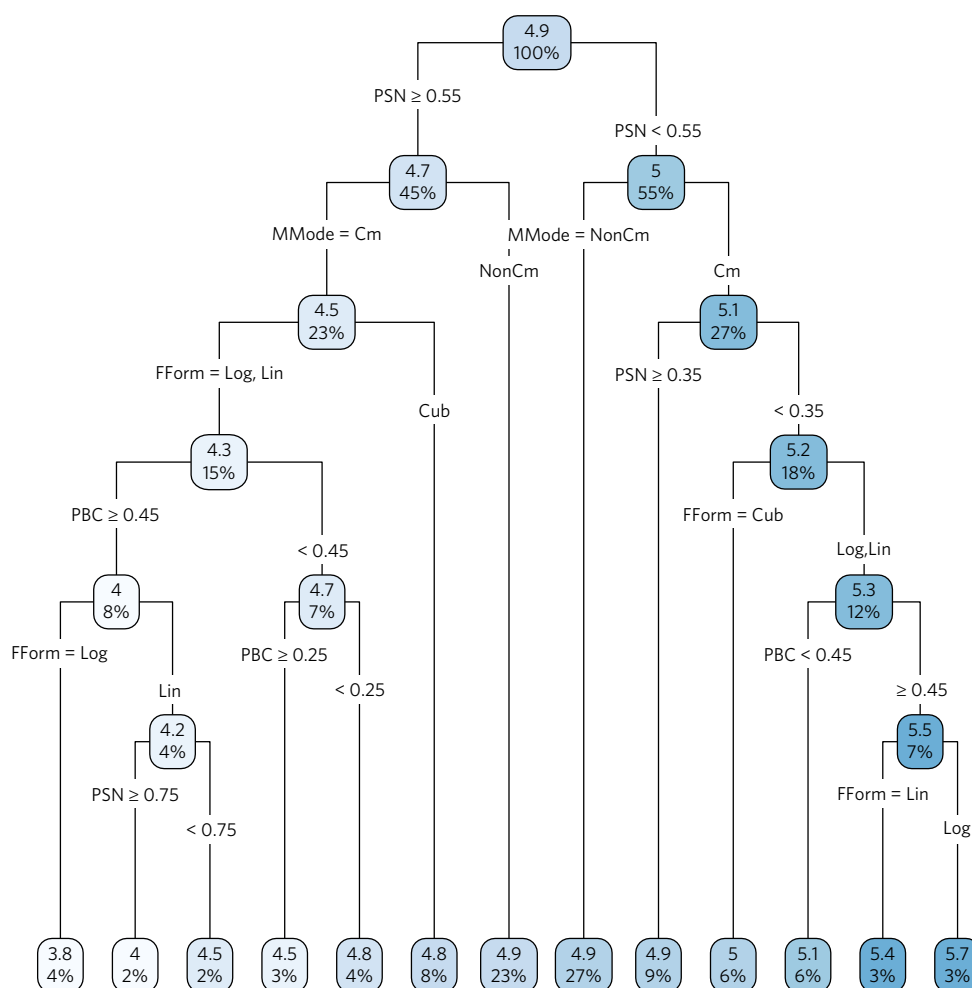 4.9
100%
PSN ≥ 0.55
PSN < 0.55
4.7
45%
5
55%
MMode = Cm
MMode = NonCm
NonCm
Cm
4.5
23%
5.1
27%
FForm = Log, Lin
PSN ≥ 0.35
Cub
< 0.35
4.3
15%
5.2
18%
PBC ≥ 0.45
FForm = Cub
< 0.45
Log,Lin
4
8%
4.7
7%
5.3
12%
FForm = Log
PBC ≥ 0.25
PBC < 0.45
Lin
< 0.25
≥ 0.45
4.2
4%
5.5
7%
PSN ≥ 0.75
FForm = Lin
< 0.75
Log
3.8
4%
4
2%
4.5
2%
4.5
3%
4.8
4%
4.8
8%
4.9
23%
4.9
27%
4.9
9%
5
6%
5.1
6%
5.4
3%
5.7
3%